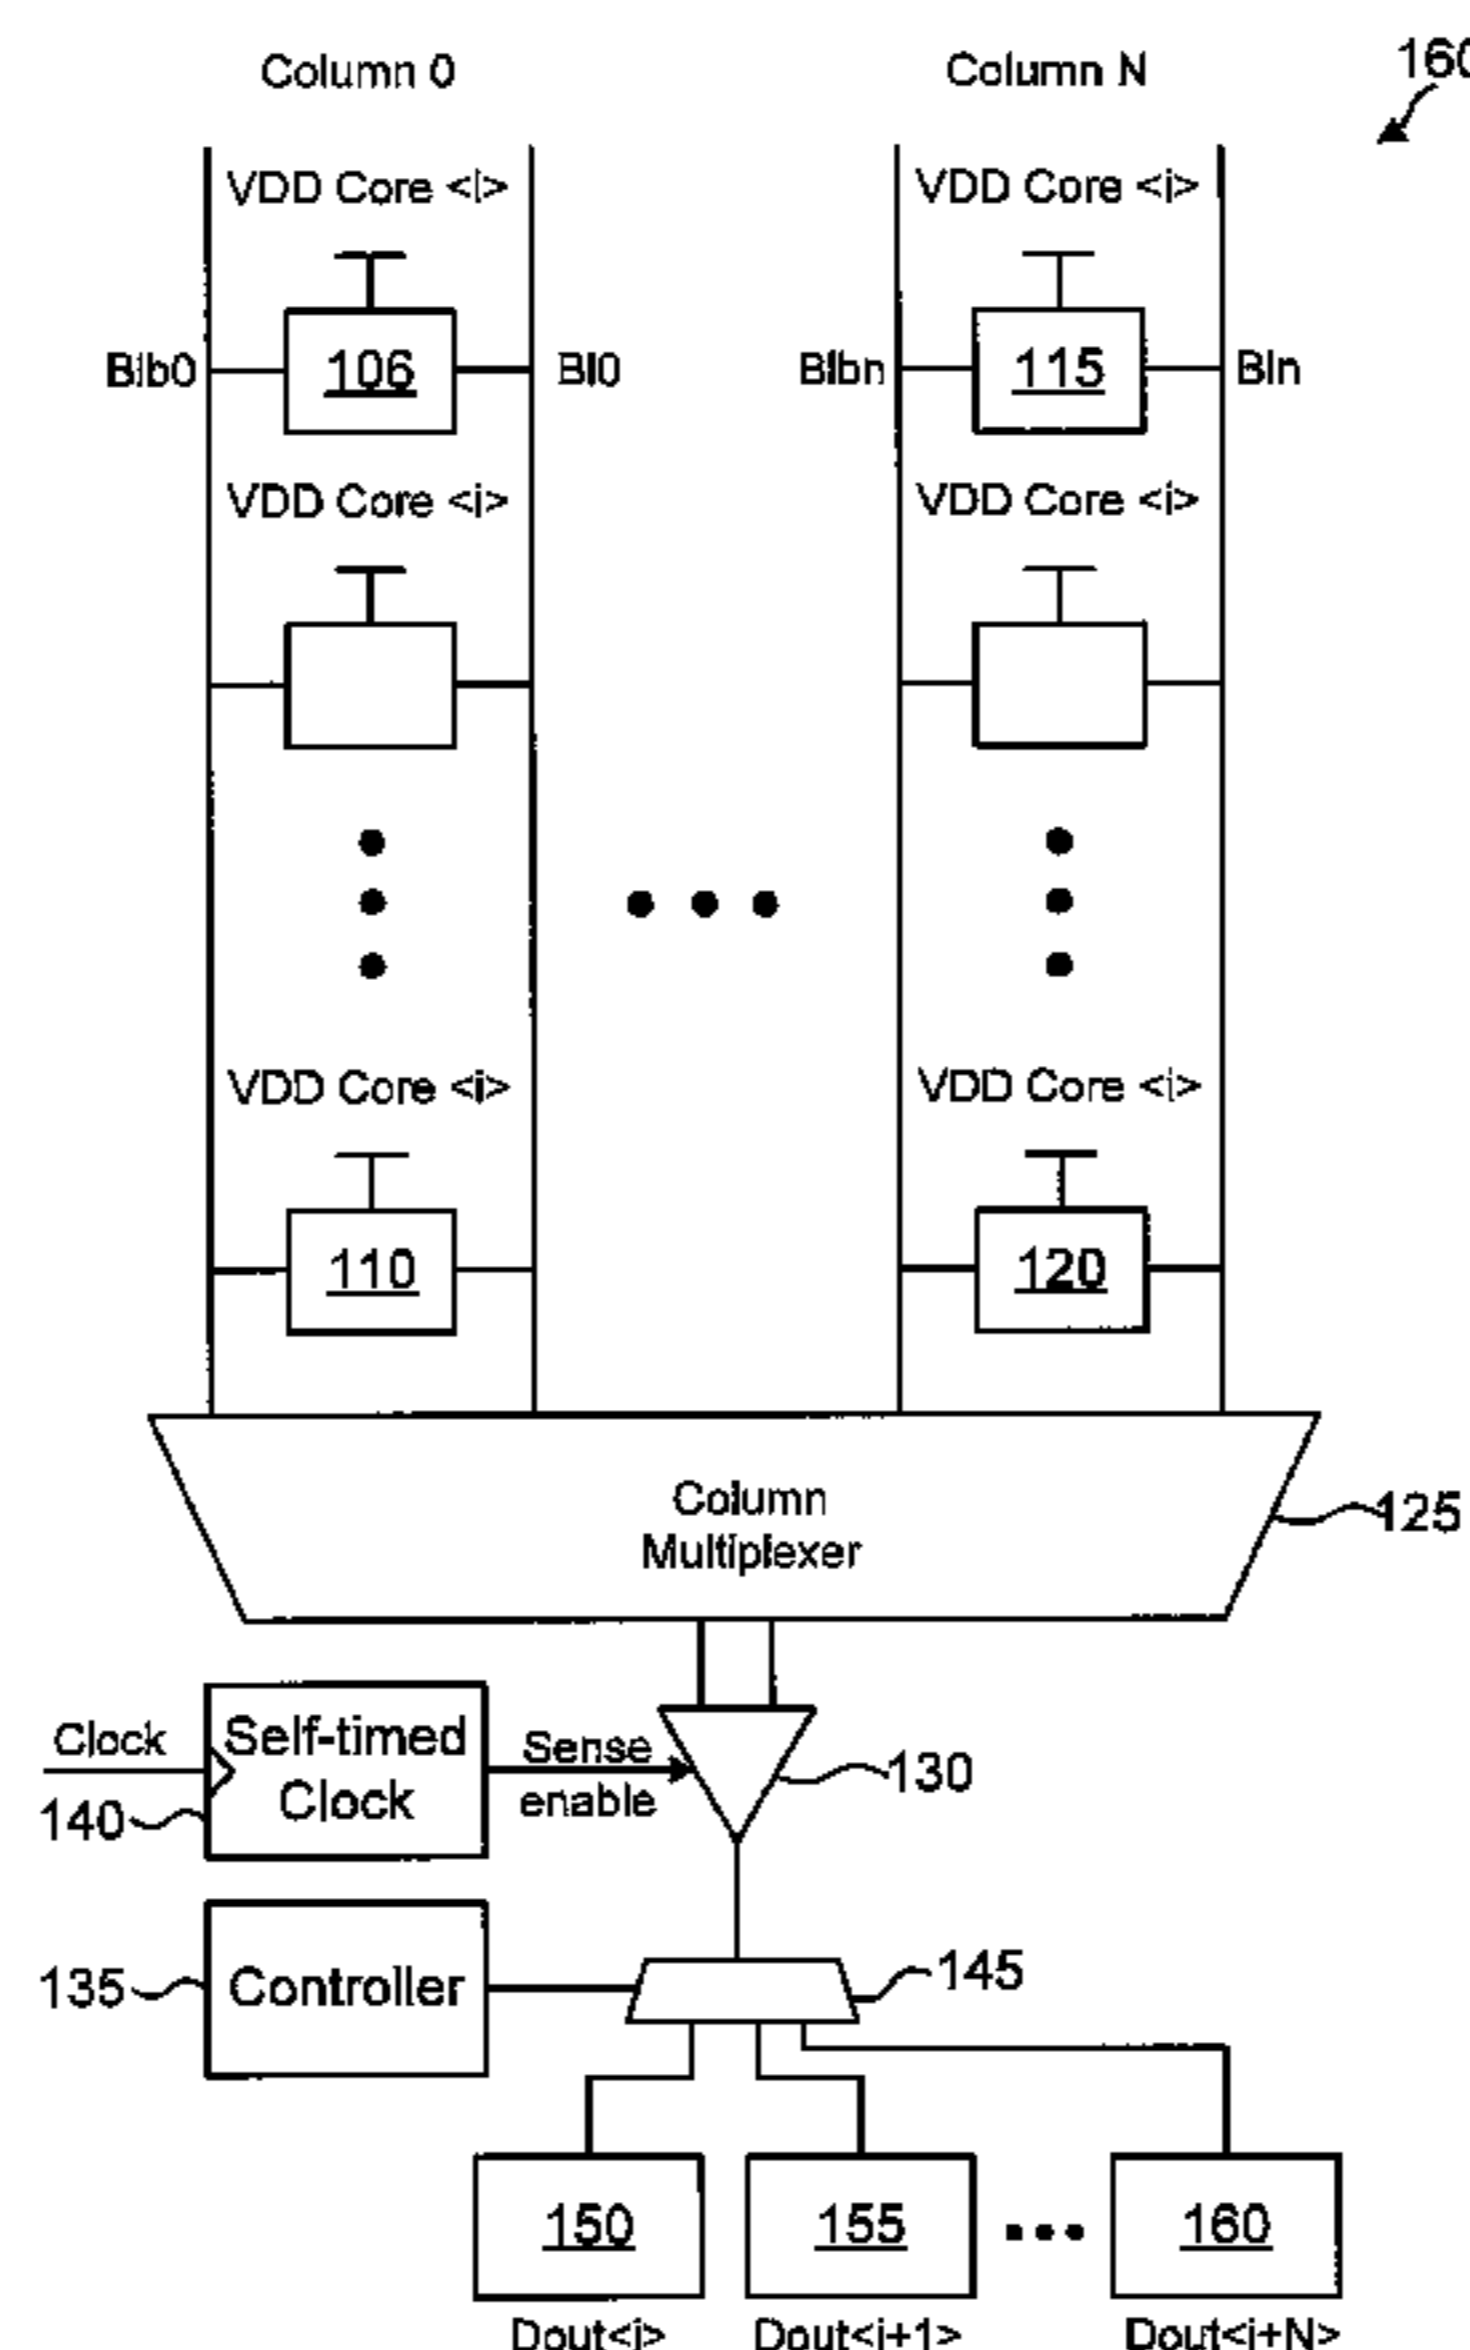 Column 0 Column N 160
VDD Core <i> VDD Core <i>
Blb0 106 Bl0 Blbn 115 Bln
VDD Core <i> VDD Core <i>
VDD Core <i> VDD Core <i>
110 120
Column
Multiplexer
125
Clock Self-timed Sense
Clock enable
130
140
Controller
135
145
150 155 160
Dout<i> Dout<i+1> Dout<i+N>